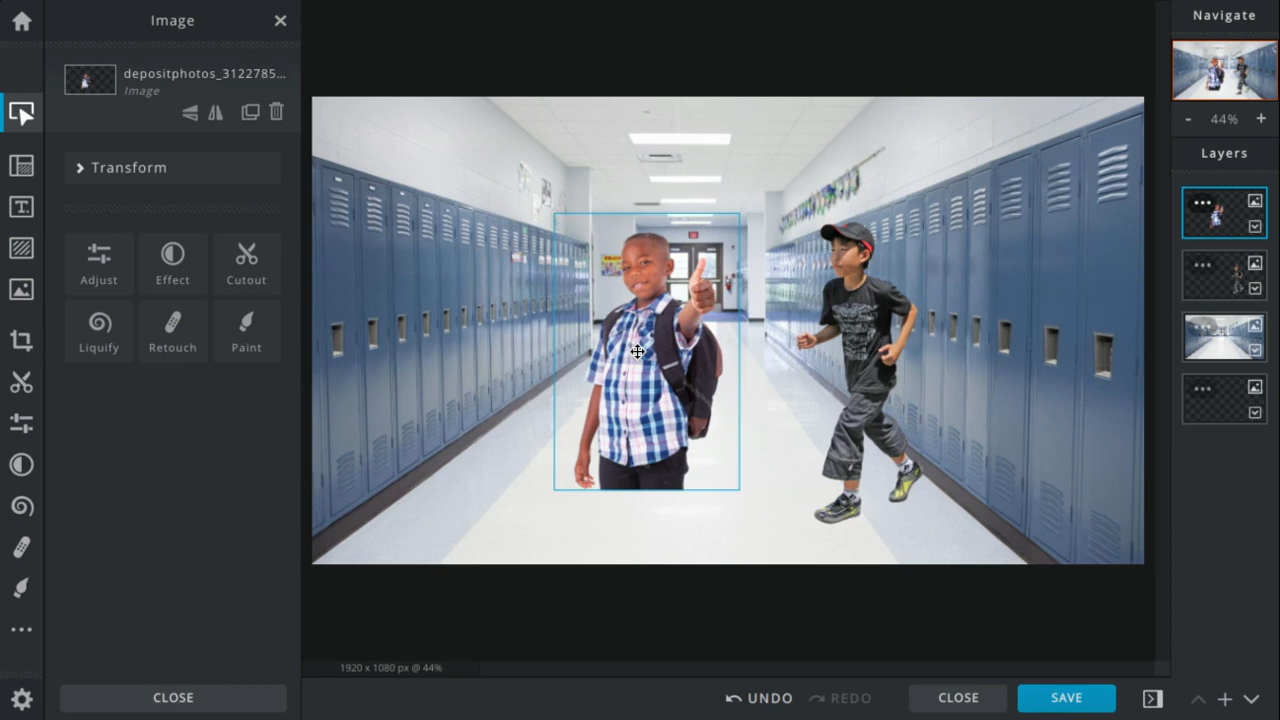 Image
depositphotos_3122785...
Image
Transform
Adjust
Effect
Cutout
Liquify
Retouch
Paint
CLOSE
1920 x 1080 px @ 44%
UNDO
REDO
CLOSE
SAVE
Navigate
- 44% +
Layers